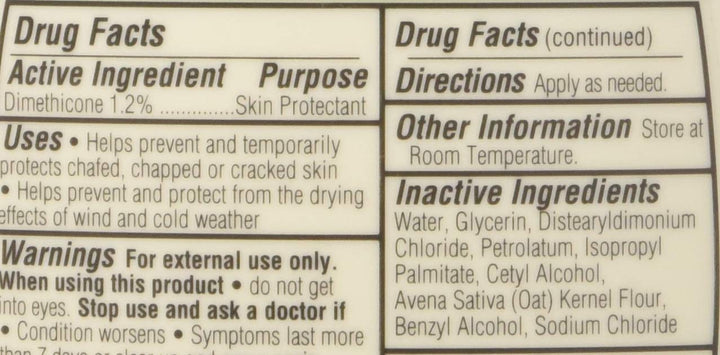 Drug Facts
Active Ingredient Purpose
Dimethicone 1.2% ..............Skin Protectant
Uses • Helps prevent and temporarily
protects chafed, chapped or cracked skin
• Helps prevent and protect from the drying
effects of wind and cold weather
Warnings For external use only.
When using this product • do not get
into eyes. Stop use and ask a doctor if
• Condition worsens • Symptoms last more
than 7 days or
Drug Facts (continued)
Directions Apply as needed.
Other Information Store at
Room Temperature.
Inactive Ingredients
Water, Glycerin, Distearyldimonium
Chloride, Petrolatum, Isopropyl
Palmitate, Cetyl Alcohol,
Avena Sativa (Oat) Kernel Flour,
Benzyl Alcohol, Sodium Chloride